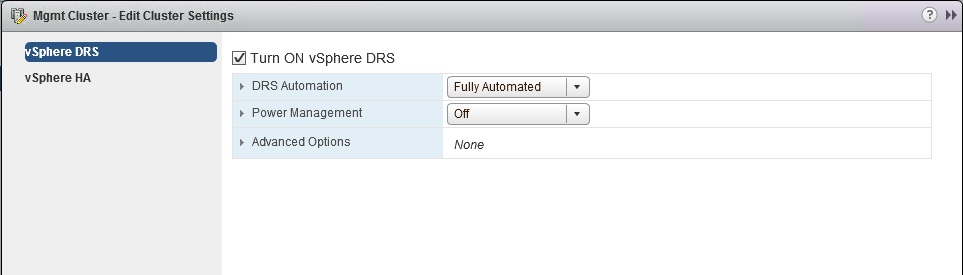 Mgmt Cluster - Edit Cluster Settings
vSphere DRS
vSphere HA
Turn ON vSphere DRS
DRS Automation Fully Automated
Power Management Off
Advanced Options None